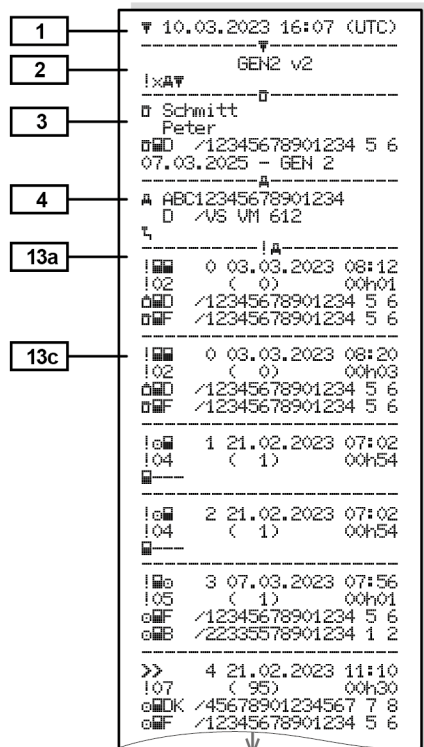 1
▼ 10.03.2023 16:07 (UTC)
2
GEN2 v2
!x▼
3
Schmitt
Peter
D /12345678901234 5 6
07.03.2025 - GEN 2
4
ABC12345678901234
D /VS VM 612
13a
!
! 0 03.03.2023 08:12
!02 ( 0) 00h01
D /12345678901234 5 6
F /12345678901234 5 6
13c
! 0 03.03.2023 08:20
!02 ( 0) 00h03
D /12345678901234 5 6
F /12345678901234 5 6
! 1 21.02.2023 07:02
!04 ( 1) 00h54
---
! 2 21.02.2023 07:02
!04 ( 1) 00h54
---
! 3 07.03.2023 07:56
!05 ( 1) 00h01
F /12345678901234 5 6
B /22335578901234 1 2
>> 4 21.02.2023 11:10
!07 ( 95) 00h30
DK /45678901234567 7 8
F /12345678901234 5 6